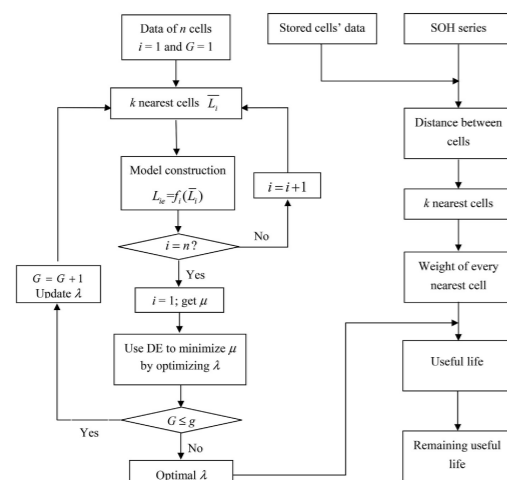 Data of n cells
i = 1 and G = 1
k nearest cells L̅ᵢ
Model construction
Lᵢₑ=fᵢ(L̅ᵢ)
i=i+1
i = n?
No
Yes
G = G + 1
Update λ
i = 1; get μ
Use DE to minimize μ
by optimizing λ
G ≤ g
Yes
No
Optimal λ
Stored cells' data
SOH series
Distance between
cells
k nearest cells
Weight of every
nearest cell
Useful life
Remaining useful
life